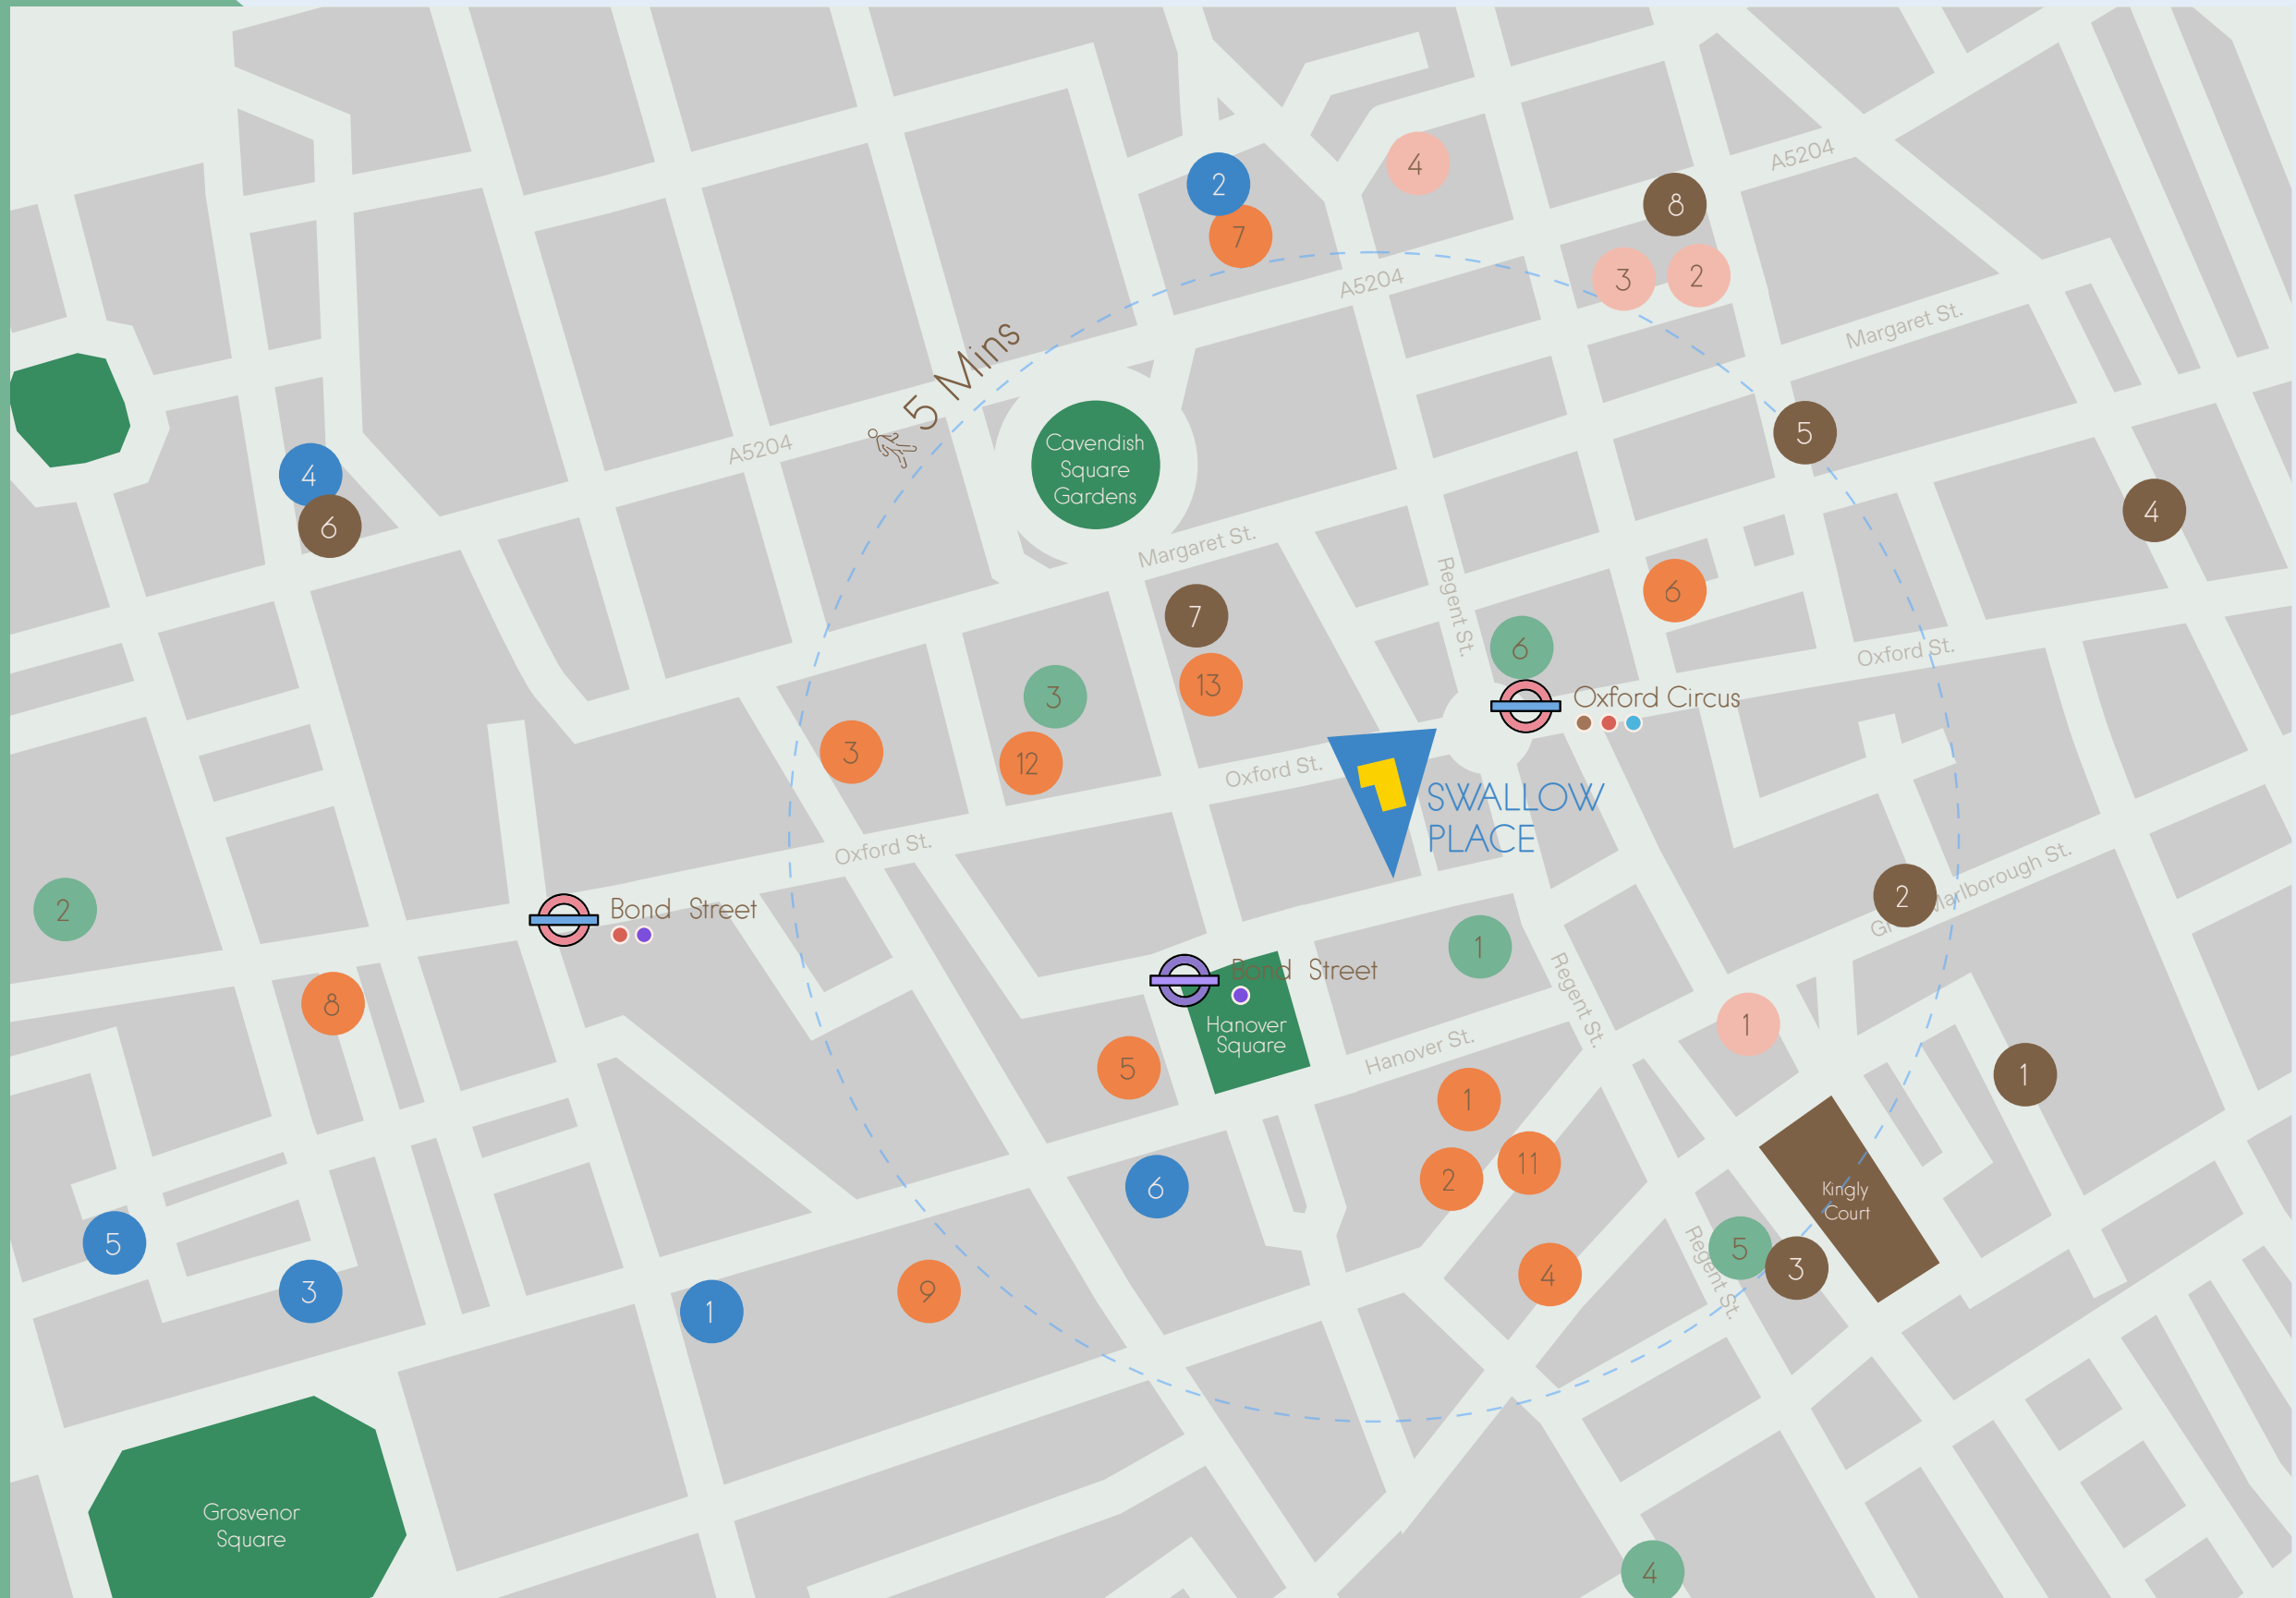 4
2
A5204
8
7
A5204
3
2
Margaret St.
5 Mins
Cavendish
Square
Gardens
A5204
5
4
6
4
Margaret St.
Regent St.
6
7
6
Oxford St.
3
13
Oxford Circus
3
12
Oxford St.
SWALLOW
PLACE
Oxford St.
2
Marlborough St.
2
Bond Street
1
Bond Street
Regent St.
8
Hanover
Square
Hanover St.
1
5
1
1
2
11
6
Kingly
Court
5
5
3
Regent St.
3
1
9
4
Grosvenor
Square
4